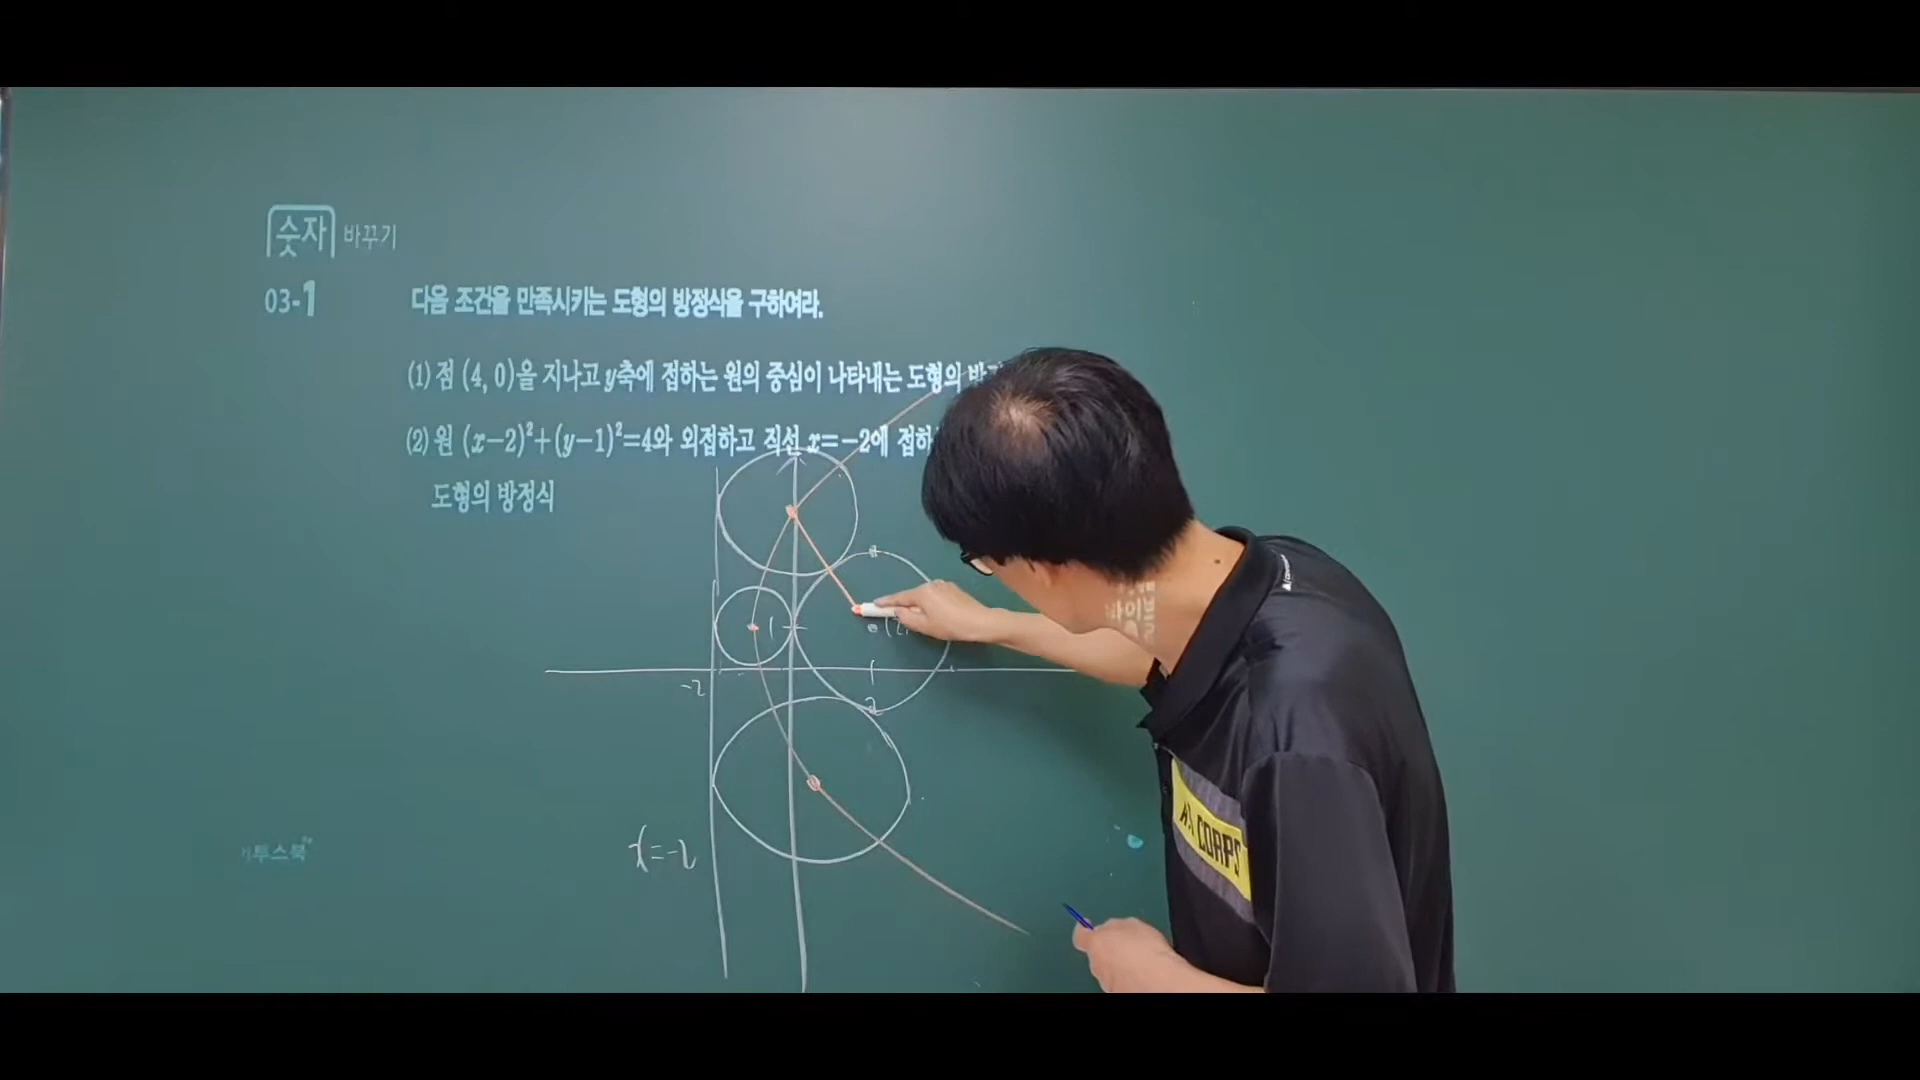 숫자 바꾸기
03-1 다음 조건을 만족시키는 도형의 방정식을 구하여라.
(1) 점 (4, 0)을 지나고 y축에 접하는 원의 중심이 나타내는 도형의
(2) 원 (x-2)²+(y-1)²=4와 외접하고 직선 x=-2에 접하
도형의 방정식
1
(2,
-2
2
x=-2
투스북
CORPS